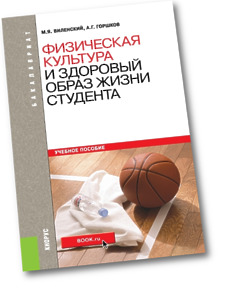 М.Я. ВИЛЕНСКИЙ, А.Г. ГОРШКОВ
ФИЗИЧЕСКАЯ
КУЛЬТУРА
И ЗДОРОВЫЙ
ОБРАЗ ЖИЗНИ
СТУДЕНТА
УЧЕБНОЕ ПОСОБИЕ
BOOK.ru
БАКАЛАВРИАТ
КНОРУС